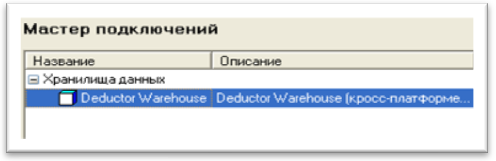 Мастер подключений
Название Описание
Хранилища данных
Deductor Warehouse Deductor Warehouse (кросс-платформе...